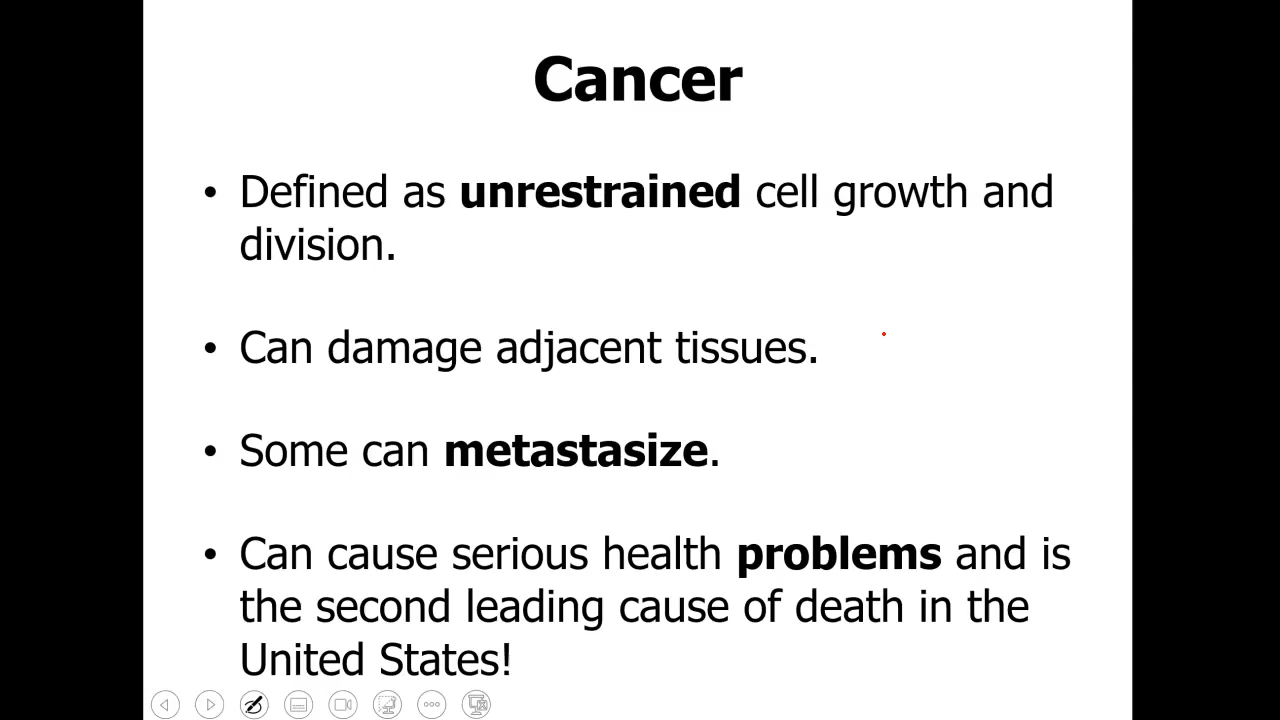 Cancer
• Defined as unrestrained cell growth and
division.
• Can damage adjacent tissues.
• Some can metastasize.
• Can cause serious health problems and is
the second leading cause of death in the
United States!